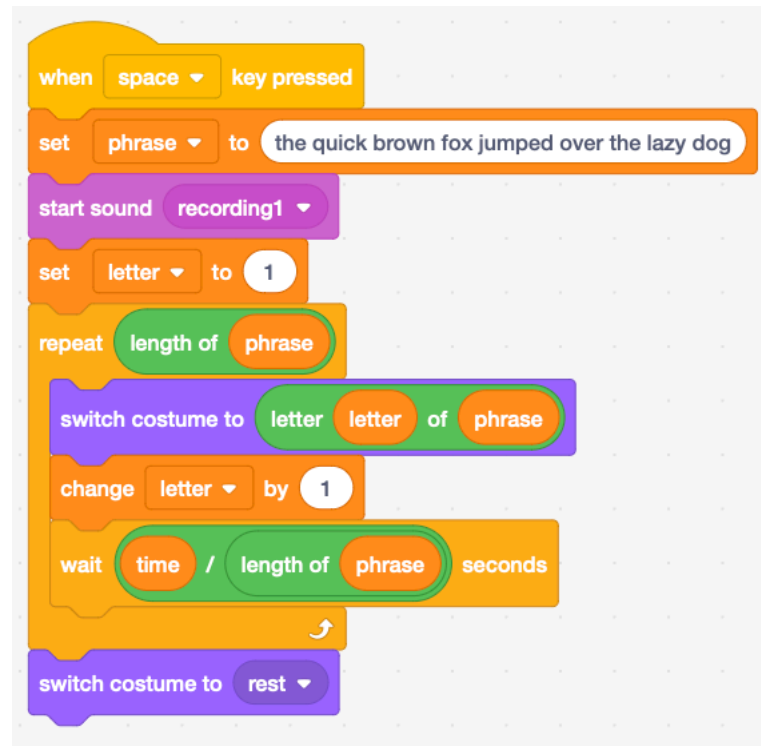 when space key pressed
set phrase to the quick brown fox jumped over the lazy dog
start sound recording1
set letter to 1
repeat length of phrase
switch costume to letter letter of phrase
change letter by 1
wait time / length of phrase seconds
switch costume to rest